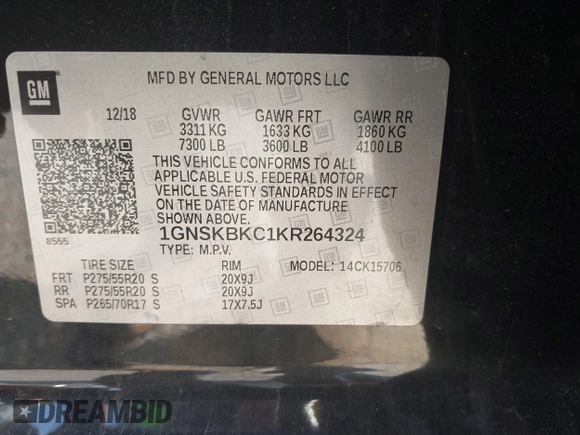 GM
MFD BY GENERAL MOTORS LLC
12/18 GVWR GAWR FRT GAWR RR
3311 KG 1633 KG 1860 KG
7300 LB 3600 LB 4100 LB
THIS VEHICLE CONFORMS TO ALL
APPLICABLE U.S. FEDERAL MOTOR
VEHICLE SAFETY STANDARDS IN EFFECT
ON THE DATE OF MANUFACTURE
SHOWN ABOVE.
8555 1GNSKBKC1KR264324
TYPE: M.P.V.
TIRE SIZE RIM MODEL: 14CK15706
FRT P275/55R20 S 20X9J
RR P275/55R20 S 20X9J
SPA P265/70R17 S 17X7.5J
DREAMBID